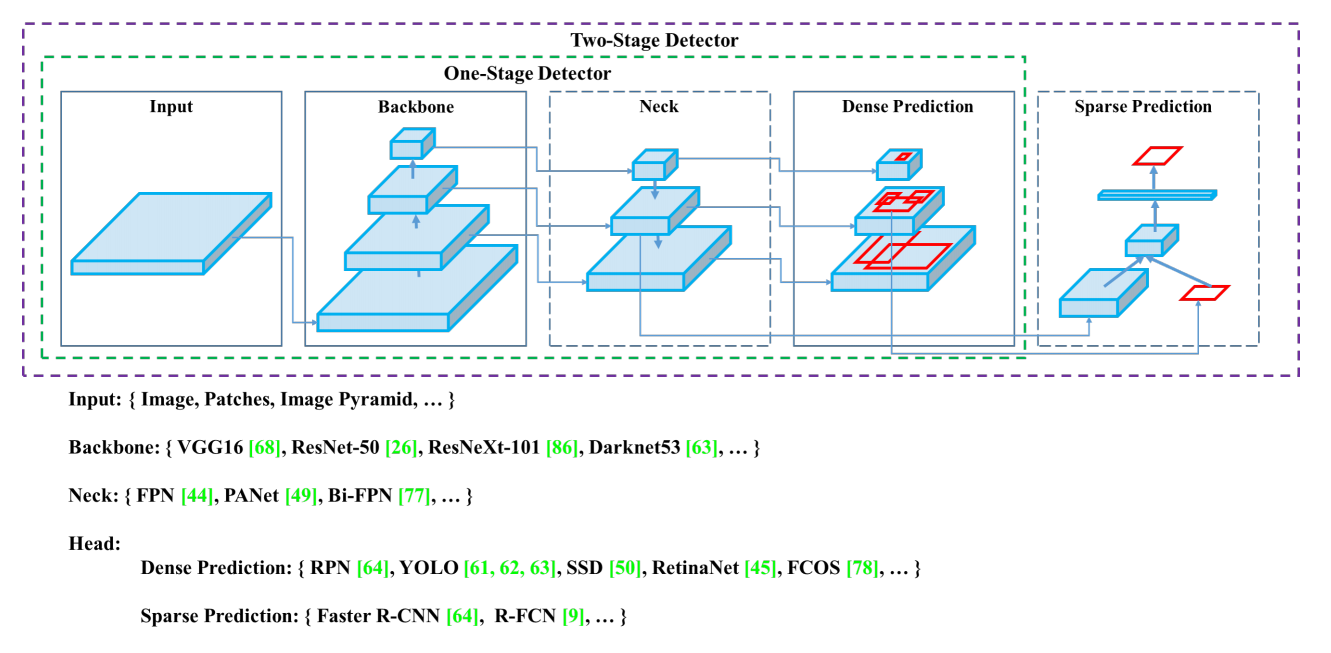 Two-Stage Detector
One-Stage Detector
Input
Backbone
Neck
Dense Prediction
Sparse Prediction
Input: { Image, Patches, Image Pyramid, … }
Backbone: { VGG16 [68], ResNet-50 [26], ResNeXt-101 [86], Darknet53 [63], … }
Neck: { FPN [44], PANet [49], Bi-FPN [77], … }
Head:
Dense Prediction: { RPN [64], YOLO [61, 62, 63], SSD [50], RetinaNet [45], FCOS [78], … }
Sparse Prediction: { Faster R-CNN [64], R-FCN [9], … }